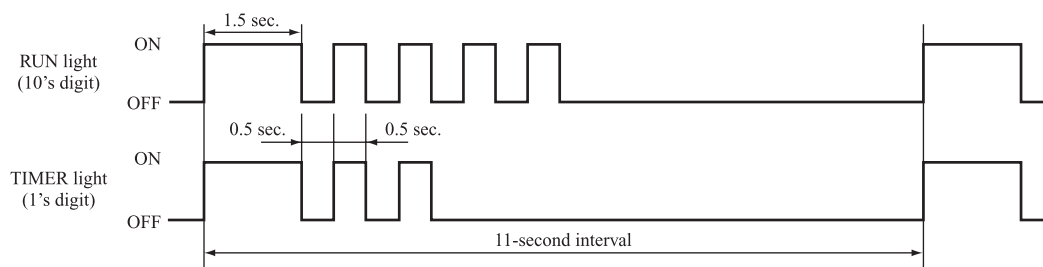 1.5 sec.
ON
RUN light
(10's digit)
OFF
0.5 sec.
0.5 sec.
ON
TIMER light
(1's digit)
OFF
11-second interval